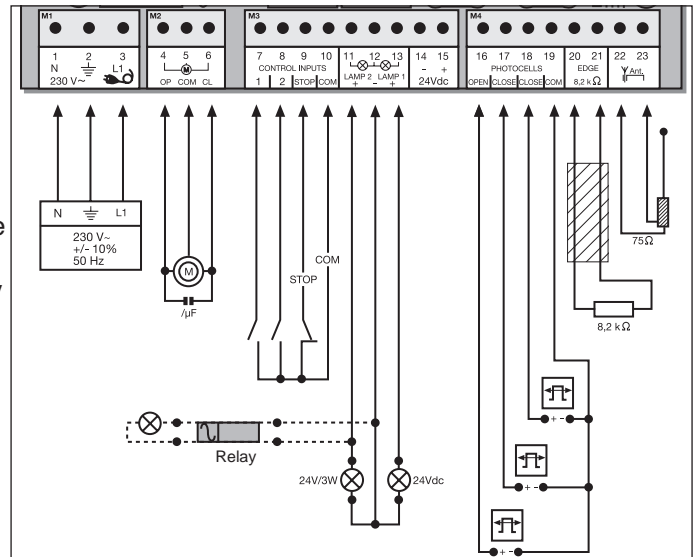 M1 M2 M3 M4
1 2 3 4 5 6 7 8 9 10 11 12 13 14 15 16 17 18 19 20 21 22 23
N L1 M CONTROL INPUTS - + PHOTOCELLS EDGE Ant.
230 V~ OP COM CL 1 2 STOP COM LAMP 2 LAMP 1 24Vdc OPEN CLOSE CLOSE COM 8,2 kΩ
+ - +
N L1
230 V~
+/- 10%
50 Hz
M
/µF
STOP
COM
75Ω
8,2 kΩ
+ -
Relay
24V/3W
24Vdc
+ -
+ -
e
y